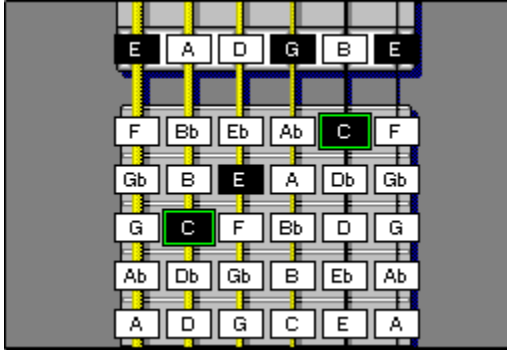 E A D G B E
F Bb Eb Ab C F
Gb B E A Db Gb
G C F Bb D G
Ab Db Gb B Eb Ab
A D G C E A